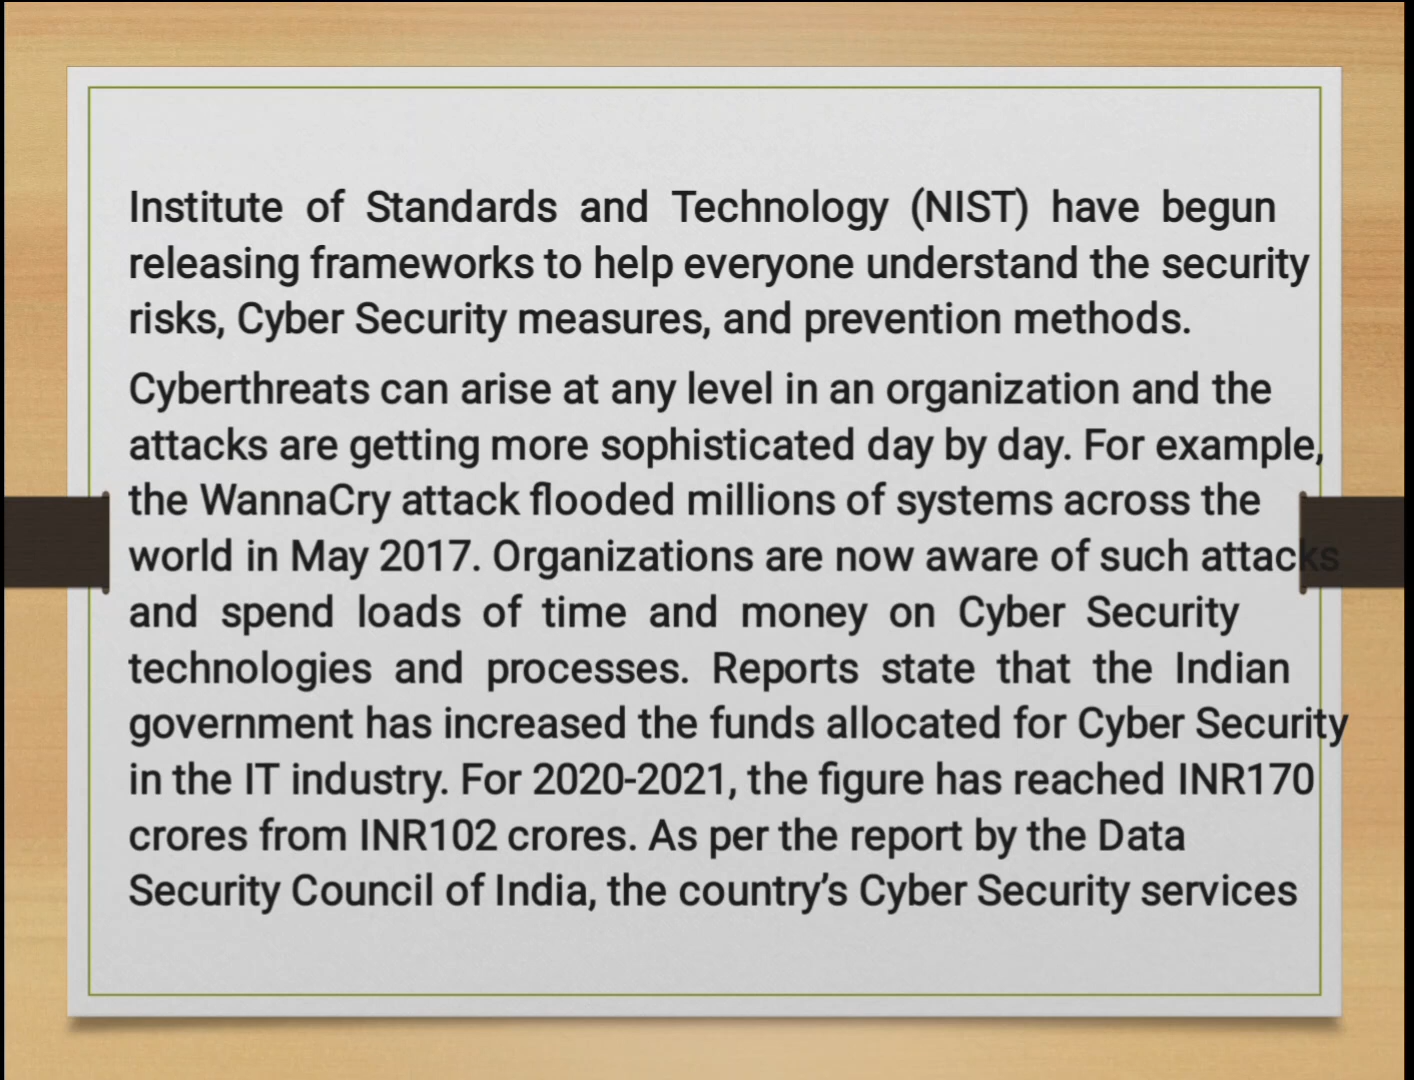 Institute of Standards and Technology (NIST) have begun
releasing frameworks to help everyone understand the security
risks, Cyber Security measures, and prevention methods.
Cyberthreats can arise at any level in an organization and the
attacks are getting more sophisticated day by day. For example,
the WannaCry attack flooded millions of systems across the
world in May 2017. Organizations are now aware of such attacks
and spend loads of time and money on Cyber Security
technologies and processes. Reports state that the Indian
government has increased the funds allocated for Cyber Security
in the IT industry. For 2020-2021, the figure has reached INR170
crores from INR102 crores. As per the report by the Data
Security Council of India, the country’s Cyber Security services